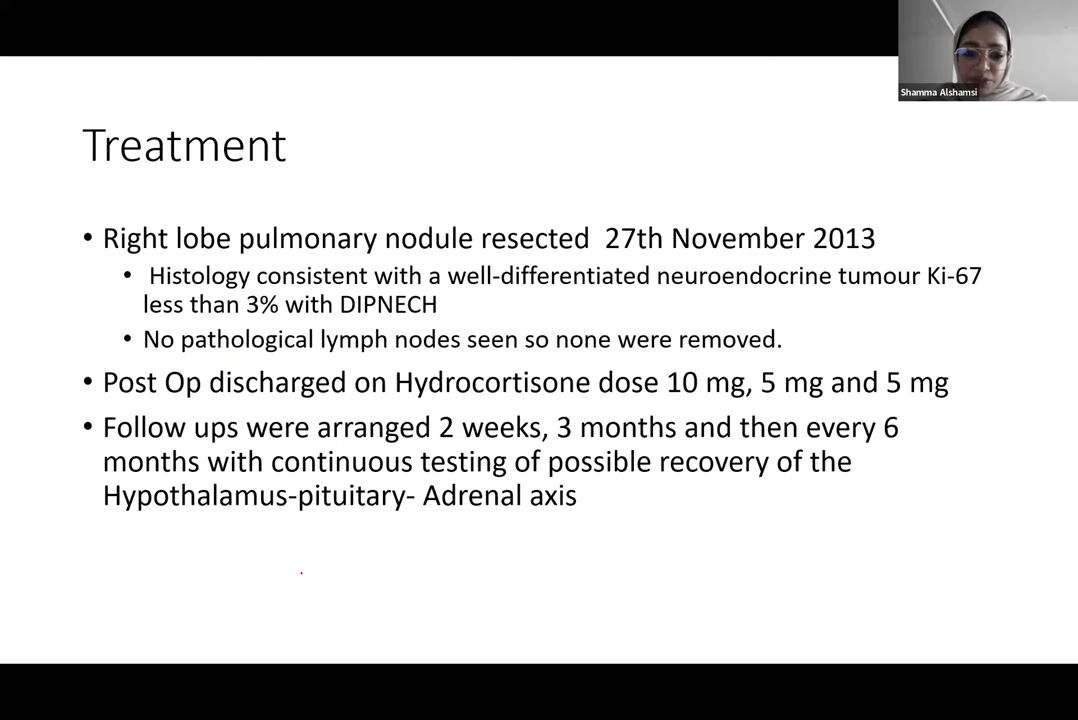 Shamma Alshamsi
Treatment
• Right lobe pulmonary nodule resected  27th November 2013
• Histology consistent with a well-differentiated neuroendocrine tumour Ki-67
less than 3% with DIPNECH
• No pathological lymph nodes seen so none were removed.
• Post Op discharged on Hydrocortisone dose 10 mg, 5 mg and 5 mg
• Follow ups were arranged 2 weeks, 3 months and then every 6
months with continuous testing of possible recovery of the
Hypothalamus-pituitary- Adrenal axis